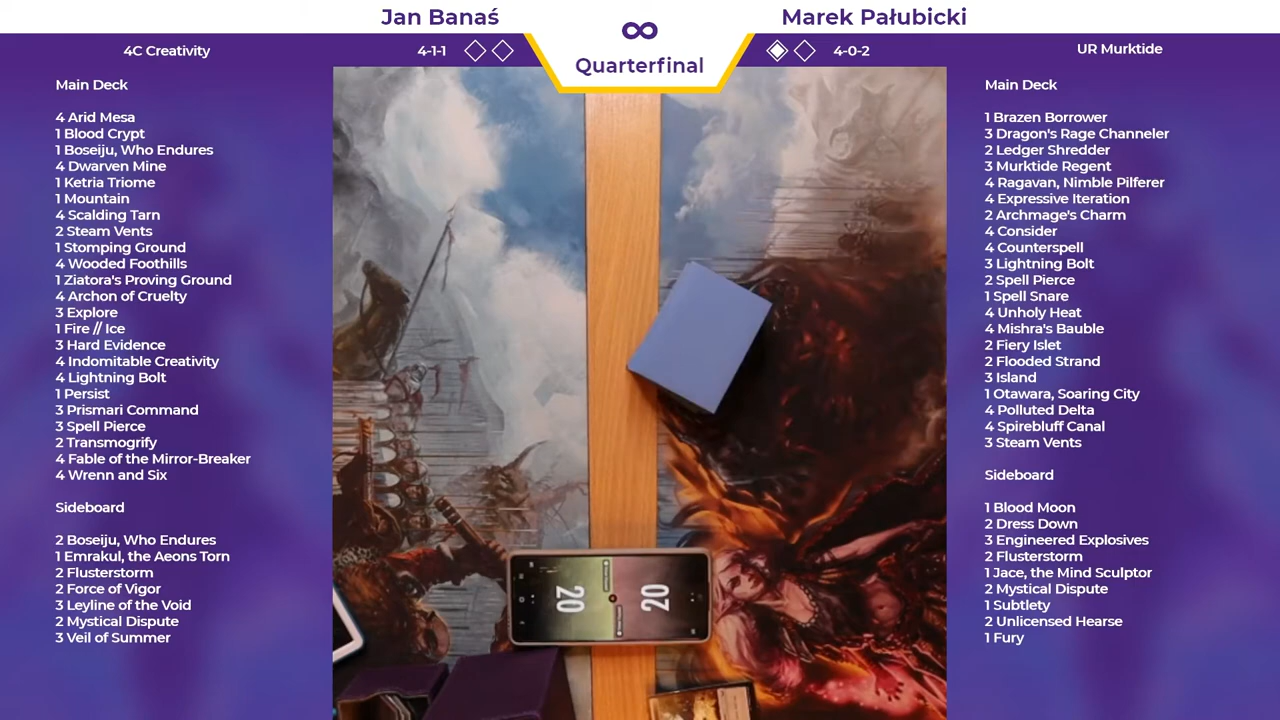 Jan Banaś
Marek Pałubicki
4C Creativity
4-1-1
Quarterfinal
4-0-2
UR Murktide
Main Deck
4 Arid Mesa
1 Blood Crypt
1 Boseiju, Who Endures
4 Dwarven Mine
1 Ketria Triome
1 Mountain
4 Scalding Tarn
2 Steam Vents
1 Stomping Ground
4 Wooded Foothills
1 Ziatora's Proving Ground
4 Archon of Cruelty
3 Explore
1 Fire // Ice
3 Hard Evidence
4 Indomitable Creativity
4 Lightning Bolt
1 Persist
3 Prismari Command
3 Spell Pierce
2 Transmogrify
4 Fable of the Mirror-Breaker
4 Wrenn and Six
Sideboard
2 Boseiju, Who Endures
1 Emrakul, the Aeons Torn
2 Flusterstorm
2 Force of Vigor
3 Leyline of the Void
2 Mystical Dispute
3 Veil of Summer
20
20
Main Deck
1 Brazen Borrower
3 Dragon's Rage Channeler
2 Ledger Shredder
3 Murktide Regent
4 Ragavan, Nimble Pilferer
4 Expressive Iteration
2 Archmage's Charm
4 Consider
4 Counterspell
3 Lightning Bolt
2 Spell Pierce
1 Spell Snare
4 Unholy Heat
4 Mishra's Bauble
2 Fiery Islet
2 Flooded Strand
3 Island
1 Otawara, Soaring City
4 Polluted Delta
4 Spirebluff Canal
3 Steam Vents
Sideboard
1 Blood Moon
2 Dress Down
3 Engineered Explosives
2 Flusterstorm
1 Jace, the Mind Sculptor
2 Mystical Dispute
1 Subtlety
2 Unlicensed Hearse
1 Fury